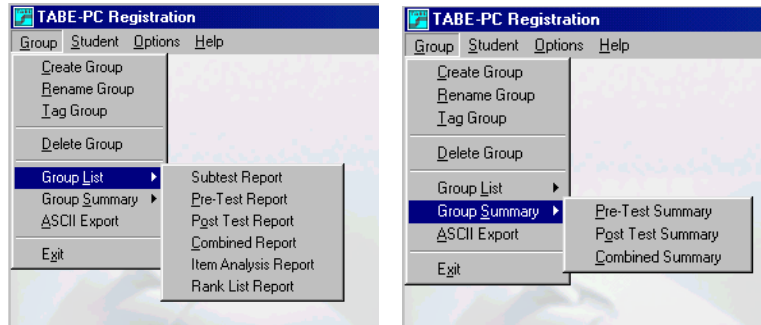 TABE-PC Registration
Group Student Options Help
Create Group
Rename Group
Tag Group
Delete Group
Group List
Group Summary
ASCII Export
Exit
Subtest Report
Pre-Test Report
Post Test Report
Combined Report
Item Analysis Report
Rank List Report
TABE-PC Registration
Group Student Options Help
Create Group
Rename Group
Tag Group
Delete Group
Group List
Group Summary
ASCII Export
Exit
Pre-Test Summary
Post Test Summary
Combined Summary